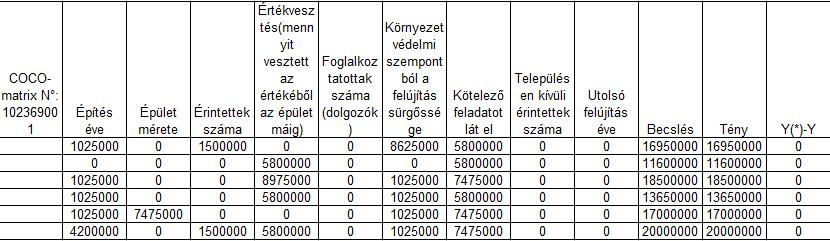 COCO-matrix N°: 102369001 Építés éve Épület mérete Érintettek száma Értékvesztés(mennyit vesztett az értékéből az épület máig) Foglalkoztatottak száma (dolgozók) Környezetvédelmi szempontból a felújítás sürgőssége Kötelező feladatot lát el Településen kívüli érintettek száma Utolsó felújítás éve Becslés Tény Y(*)-Y
1025000 0 1500000 0 0 8625000 5800000 0 0 16950000 16950000 0
0 0 0 5800000 0 0 5800000 0 0 11600000 11600000 0
1025000 0 0 8975000 0 1025000 7475000 0 0 18500000 18500000 0
1025000 0 0 5800000 0 1025000 5800000 0 0 13650000 13650000 0
1025000 7475000 0 0 0 1025000 7475000 0 0 17000000 17000000 0
4200000 0 1500000 5800000 0 1025000 7475000 0 0 20000000 20000000 0